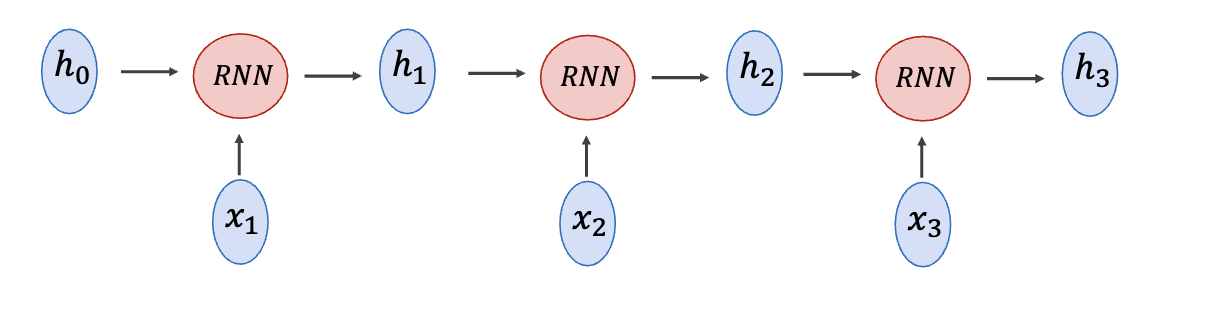 h₀ RNN h₁ RNN h₂ RNN h₃
x₁ x₂ x₃